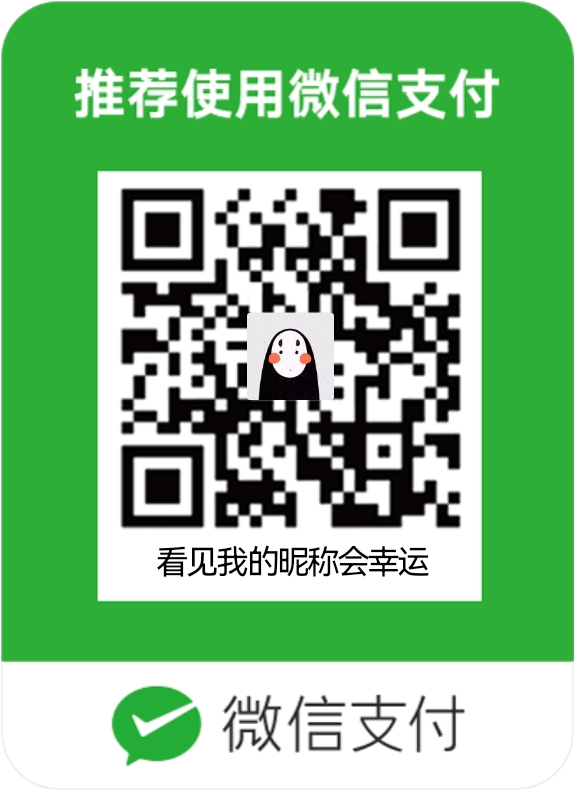 推荐使用微信支付
看见我的昵称会幸运
微信支付